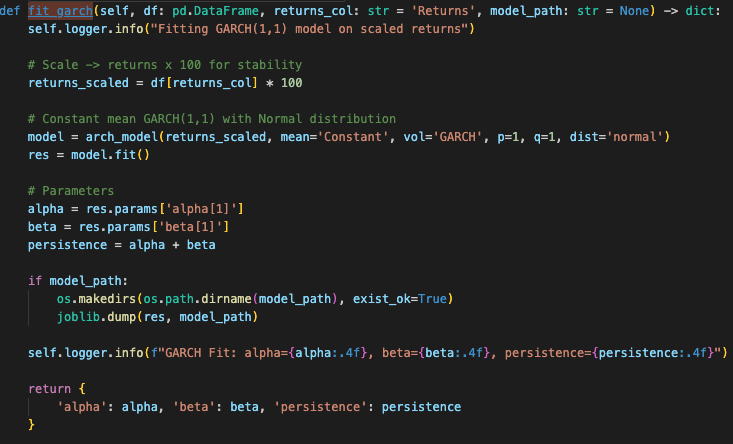 def fit_garch(self, df: pd.DataFrame, returns_col: str = 'Returns', model_path: str = None) -> dict:
    self.logger.info("Fitting GARCH(1,1) model on scaled returns")
    # Scale -> returns x 100 for stability
    returns_scaled = df[returns_col] * 100
    # Constant mean GARCH(1,1) with Normal distribution
    model = arch_model(returns_scaled, mean='Constant', vol='GARCH', p=1, q=1, dist='normal')
    res = model.fit()
    # Parameters
    alpha = res.params['alpha[1]']
    beta = res.params['beta[1]']
    persistence = alpha + beta
    if model_path:
        os.makedirs(os.path.dirname(model_path), exist_ok=True)
        joblib.dump(res, model_path)
    self.logger.info(f"GARCH Fit: alpha={alpha:.4f}, beta={beta:.4f}, persistence={persistence:.4f}")
    return {
        'alpha': alpha, 'beta': beta, 'persistence': persistence
    }